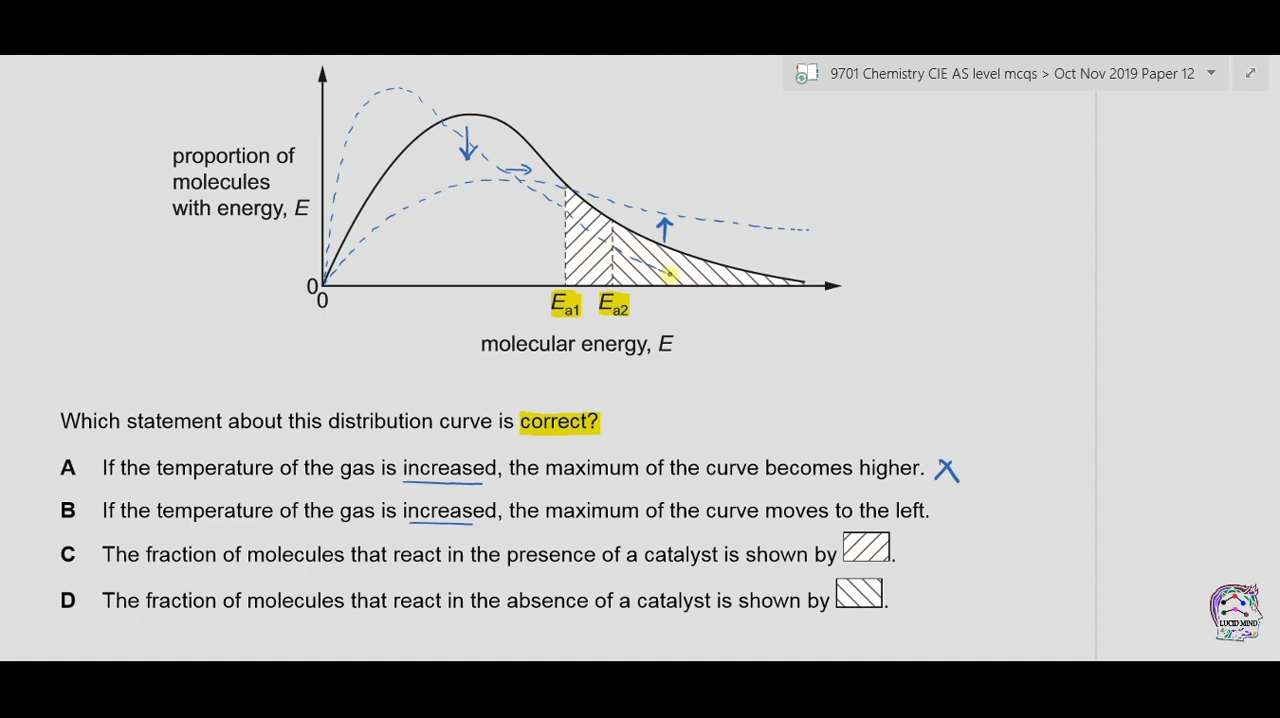 9701 Chemistry CIE AS level mcqs > Oct Nov 2019 Paper 12
proportion of
molecules
with energy, E
0
0
Ea1 Ea2
molecular energy, E
Which statement about this distribution curve is correct?
A If the temperature of the gas is increased, the maximum of the curve becomes higher. X
B If the temperature of the gas is increased, the maximum of the curve moves to the left.
C The fraction of molecules that react in the presence of a catalyst is shown by .
D The fraction of molecules that react in the absence of a catalyst is shown by .
LUCID MIND